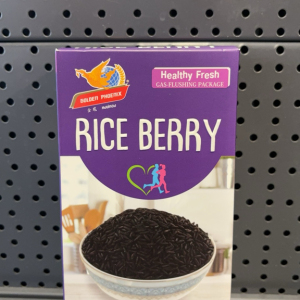 GOLDEN PHOENIX
Healthy Fresh
GAS FLUSHING PACKAGE
RICE BERRY